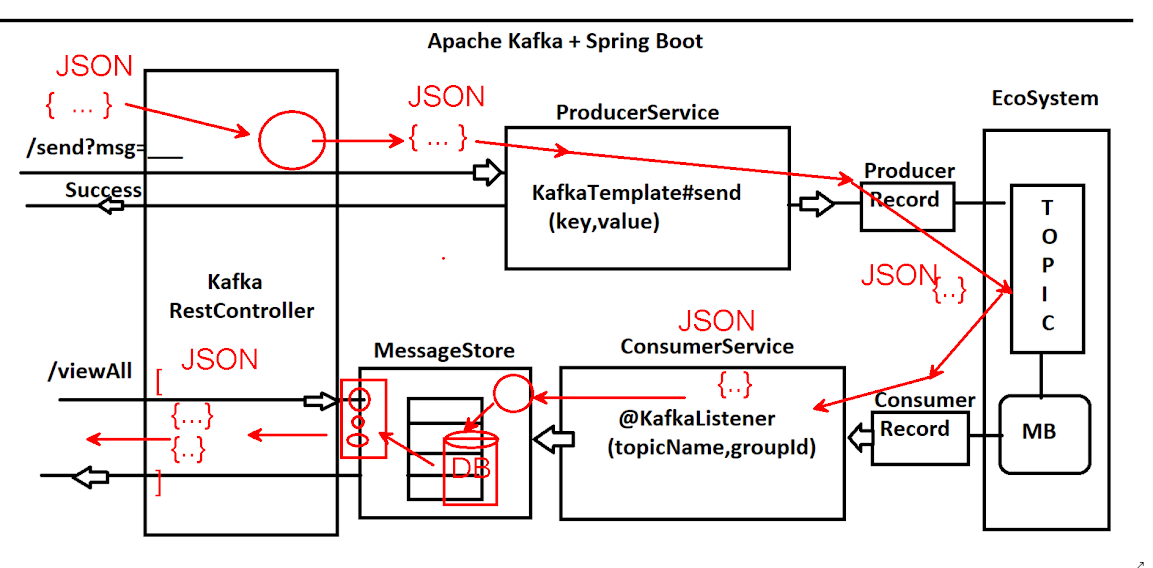 Apache Kafka + Spring Boot
JSON
{ ... }
/send?msg=___
Success
JSON
{ ... }
ProducerService
KafkaTemplate#send
(key,value)
Producer
Record
EcoSystem
T
O
P
I
C
JSON
{..}
Kafka
RestController
/viewAll
JSON
[
{...}
{..}
]
MessageStore
DB
JSON
ConsumerService
{..}
@KafkaListener
(topicName,groupId)
Consumer
Record
MB